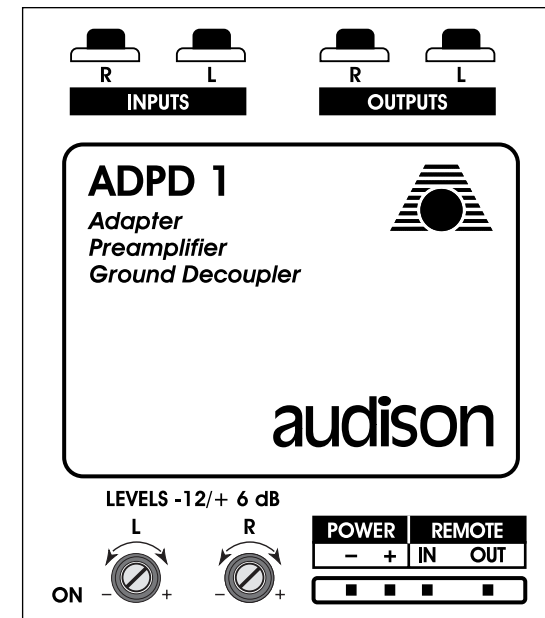 R L R L
INPUTS OUTPUTS
ADPD 1
Adapter
Preamplifier
Ground Decoupler
audison
LEVELS -12/+ 6 dB
L R
POWER REMOTE
− + IN OUT
ON − + − +